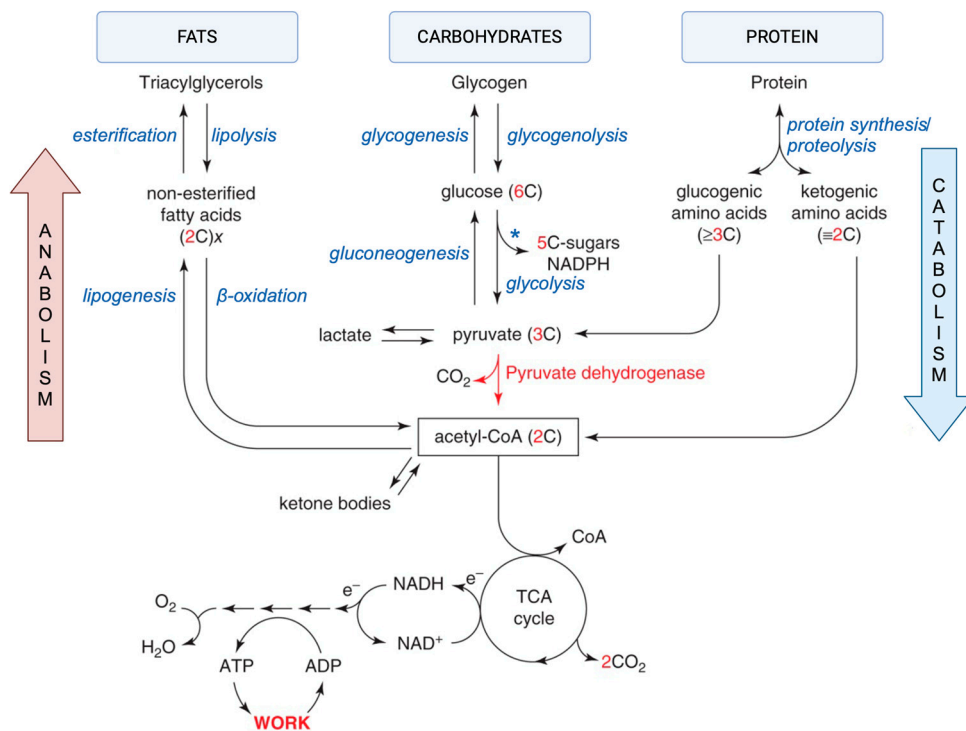 FATS
CARBOHYDRATES
PROTEIN
Triacylglycerols
Glycogen
Protein
esterification
lipolysis
glycogenesis
glycogenolysis
protein synthesis/
proteolysis
non-esterified
fatty acids
(2C)x
glucose (6C)
glucogenic
amino acids
(≥3C)
ketogenic
amino acids
(≡2C)
*
5C-sugars
NADPH
gluconeogenesis
glycolysis
lipogenesis
β-oxidation
lactate
pyruvate (3C)
CO₂
Pyruvate dehydrogenase
acetyl-CoA (2C)
ketone bodies
CoA
TCA
cycle
e⁻
NADH
e⁻
NAD⁺
O₂
H₂O
ATP
ADP
WORK
2CO₂
ANABOLISM
CATABOLISM